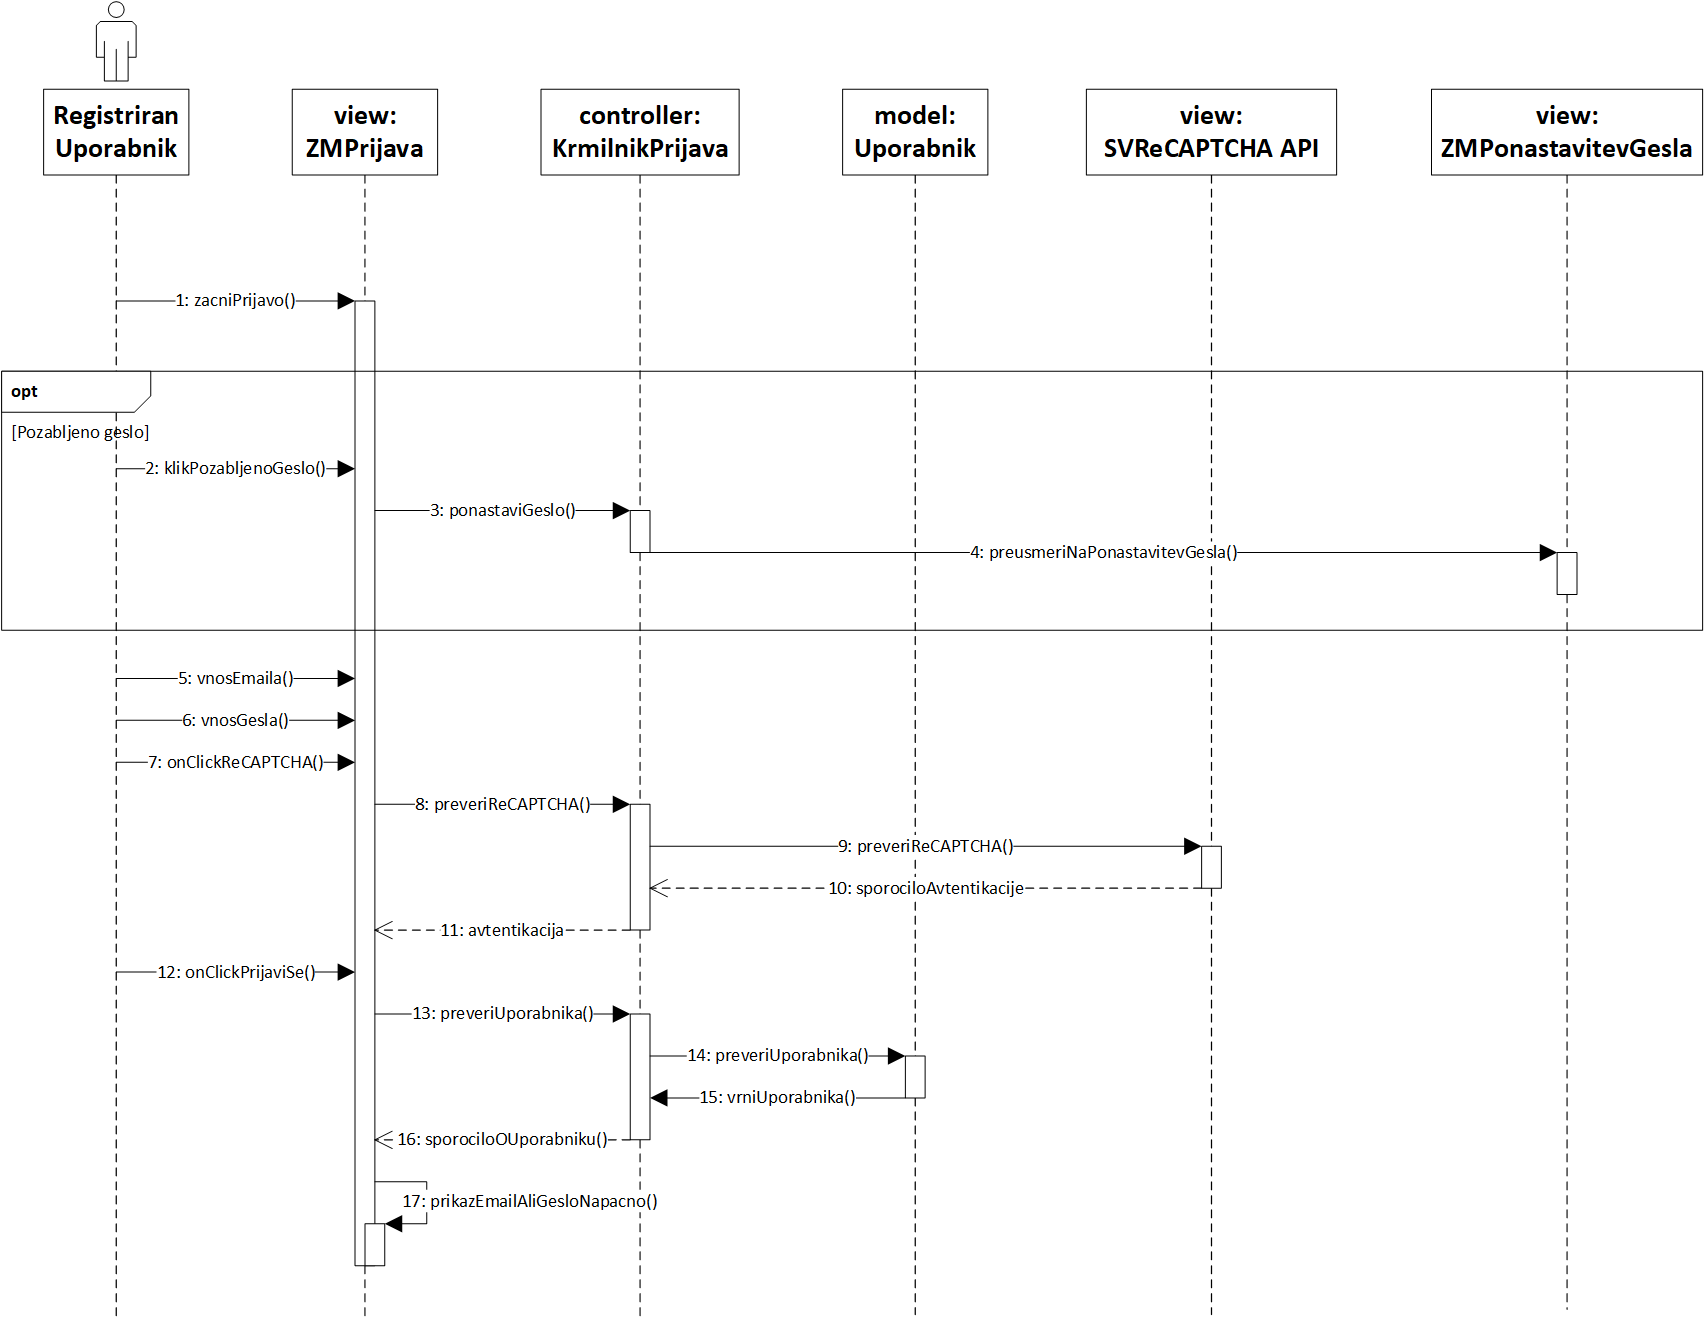 Registriran
Uporabnik
view:
ZMPrijava
controller:
KrmilnikPrijava
model:
Uporabnik
view:
SVReCAPTCHA API
view:
ZMPonastavitevGesla
1: zacniPrijavo()
opt
[Pozabljeno geslo]
2: klikPozabljenoGeslo()
3: ponastaviGeslo()
4: preusmeriNaPonastavitevGesla()
5: vnosEmaila()
6: vnosGesla()
7: onClickReCAPTCHA()
8: preveriReCAPTCHA()
9: preveriReCAPTCHA()
10: sporociloAvtentikacije
11: avtentikacija
12: onClickPrijaviSe()
13: preveriUporabnika()
14: preveriUporabnika()
15: vrniUporabnika()
16: sporociloOUporabniku()
17: prikazEmailAliGesloNapacno()